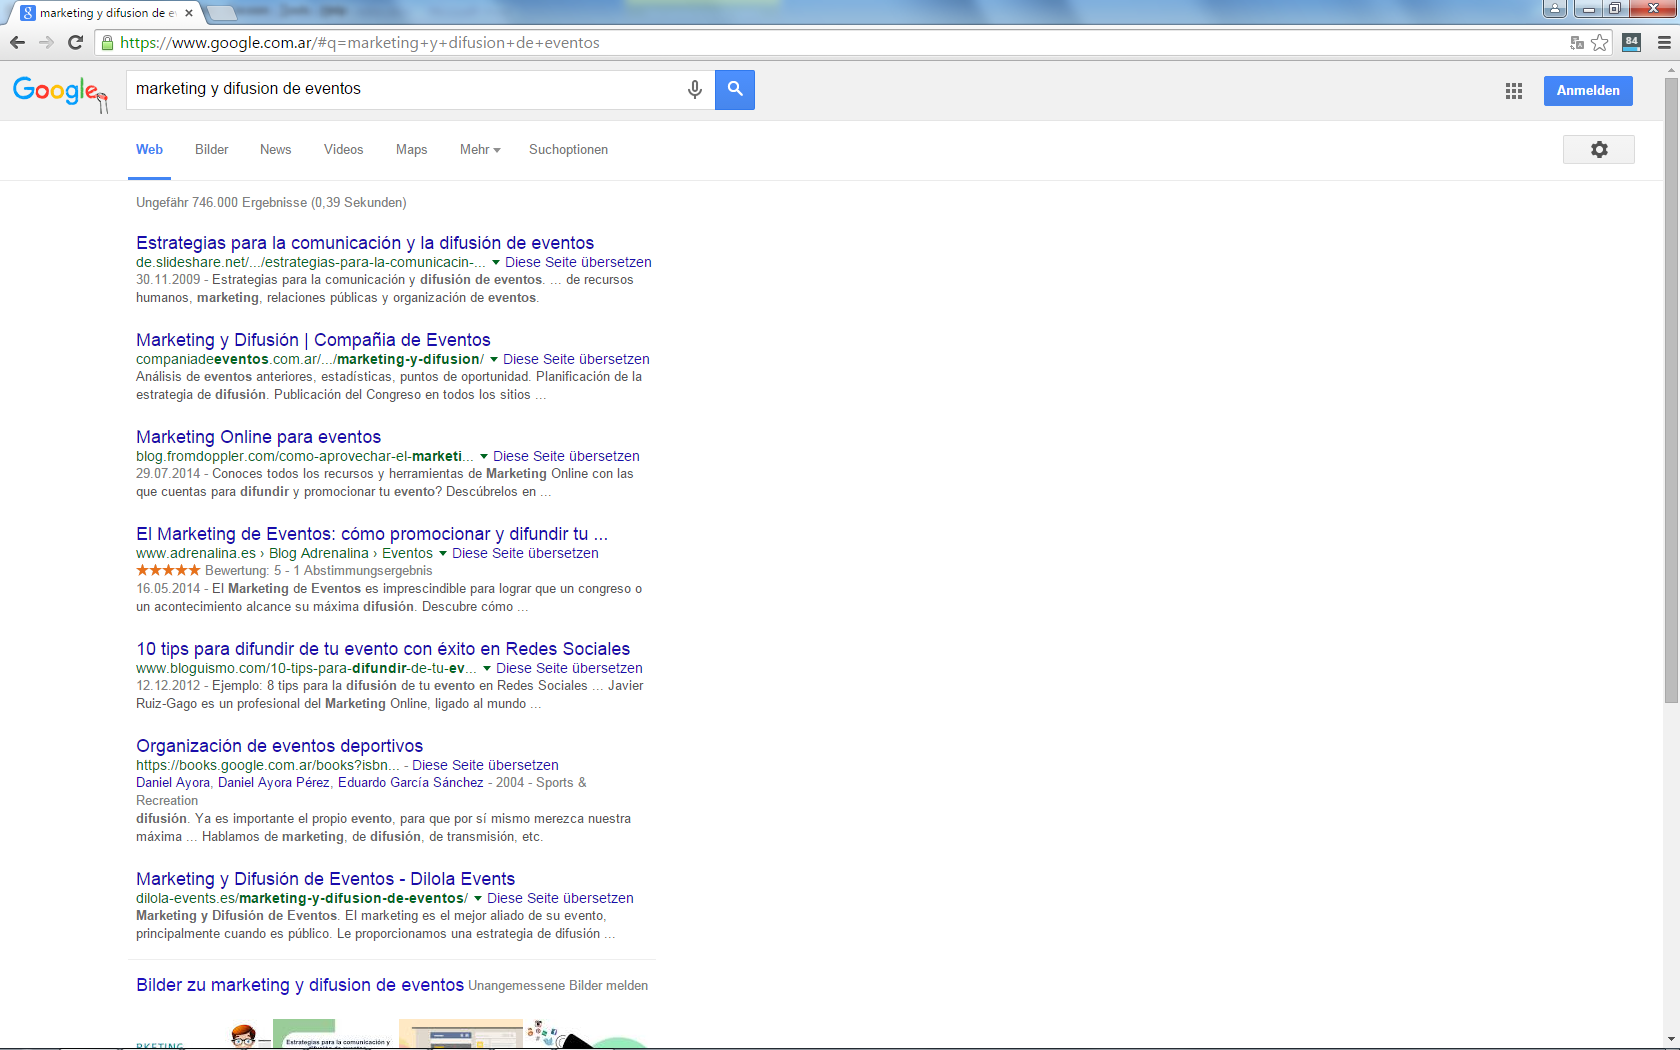 marketing y difusion de e
https://www.google.com.ar/#q=marketing+y+difusion+de+eventos
84
Google
marketing y difusion de eventos
Anmelden
Web Bilder News Videos Maps Mehr Suchoptionen
Ungefähr 746.000 Ergebnisse (0,39 Sekunden)
Estrategias para la comunicación y la difusión de eventos
de.slideshare.net/.../estrategias-para-la-comunicacin-... Diese Seite übersetzen
30.11.2009 - Estrategias para la comunicación y difusión de eventos. ... de recursos
humanos, marketing, relaciones públicas y organización de eventos.
Marketing y Difusión | Compañia de Eventos
companiadeeventos.com.ar/.../marketing-y-difusion/ Diese Seite übersetzen
Análisis de eventos anteriores, estadísticas, puntos de oportunidad. Planificación de la
estrategia de difusión. Publicación del Congreso en todos los sitios ...
Marketing Online para eventos
blog.fromdoppler.com/como-aprovechar-el-marketi... Diese Seite übersetzen
29.07.2014 - Conoces todos los recursos y herramientas de Marketing Online con las
que cuentas para difundir y promocionar tu evento? Descúbrelos en ...
El Marketing de Eventos: cómo promocionar y difundir tu ...
www.adrenalina.es › Blog Adrenalina › Eventos Diese Seite übersetzen
Bewertung: 5 - 1 Abstimmungsergebnis
16.05.2014 - El Marketing de Eventos es imprescindible para lograr que un congreso o
un acontecimiento alcance su máxima difusión. Descubre cómo ...
10 tips para difundir de tu evento con éxito en Redes Sociales
www.bloguismo.com/10-tips-para-difundir-de-tu-ev... Diese Seite übersetzen
12.12.2012 - Ejemplo: 8 tips para la difusión de tu evento en Redes Sociales ... Javier
Ruiz-Gago es un profesional del Marketing Online, ligado al mundo ...
Organización de eventos deportivos
https://books.google.com.ar/books?isbn... - Diese Seite übersetzen
Daniel Ayora, Daniel Ayora Pérez, Eduardo García Sánchez - 2004 - Sports &
Recreation
difusión. Ya es importante el propio evento, para que por sí mismo merezca nuestra
máxima ... Hablamos de marketing, de difusión, de transmisión, etc.
Marketing y Difusión de Eventos - Dilola Events
dilola-events.es/marketing-y-difusion-de-eventos/ Diese Seite übersetzen
Marketing y Difusión de Eventos. El marketing es el mejor aliado de su evento,
principalmente cuando es público. Le proporcionamos una estrategia de difusión ...
Bilder zu marketing y difusion de eventos Unangemessene Bilder melden
Estrategias para la comunicación y